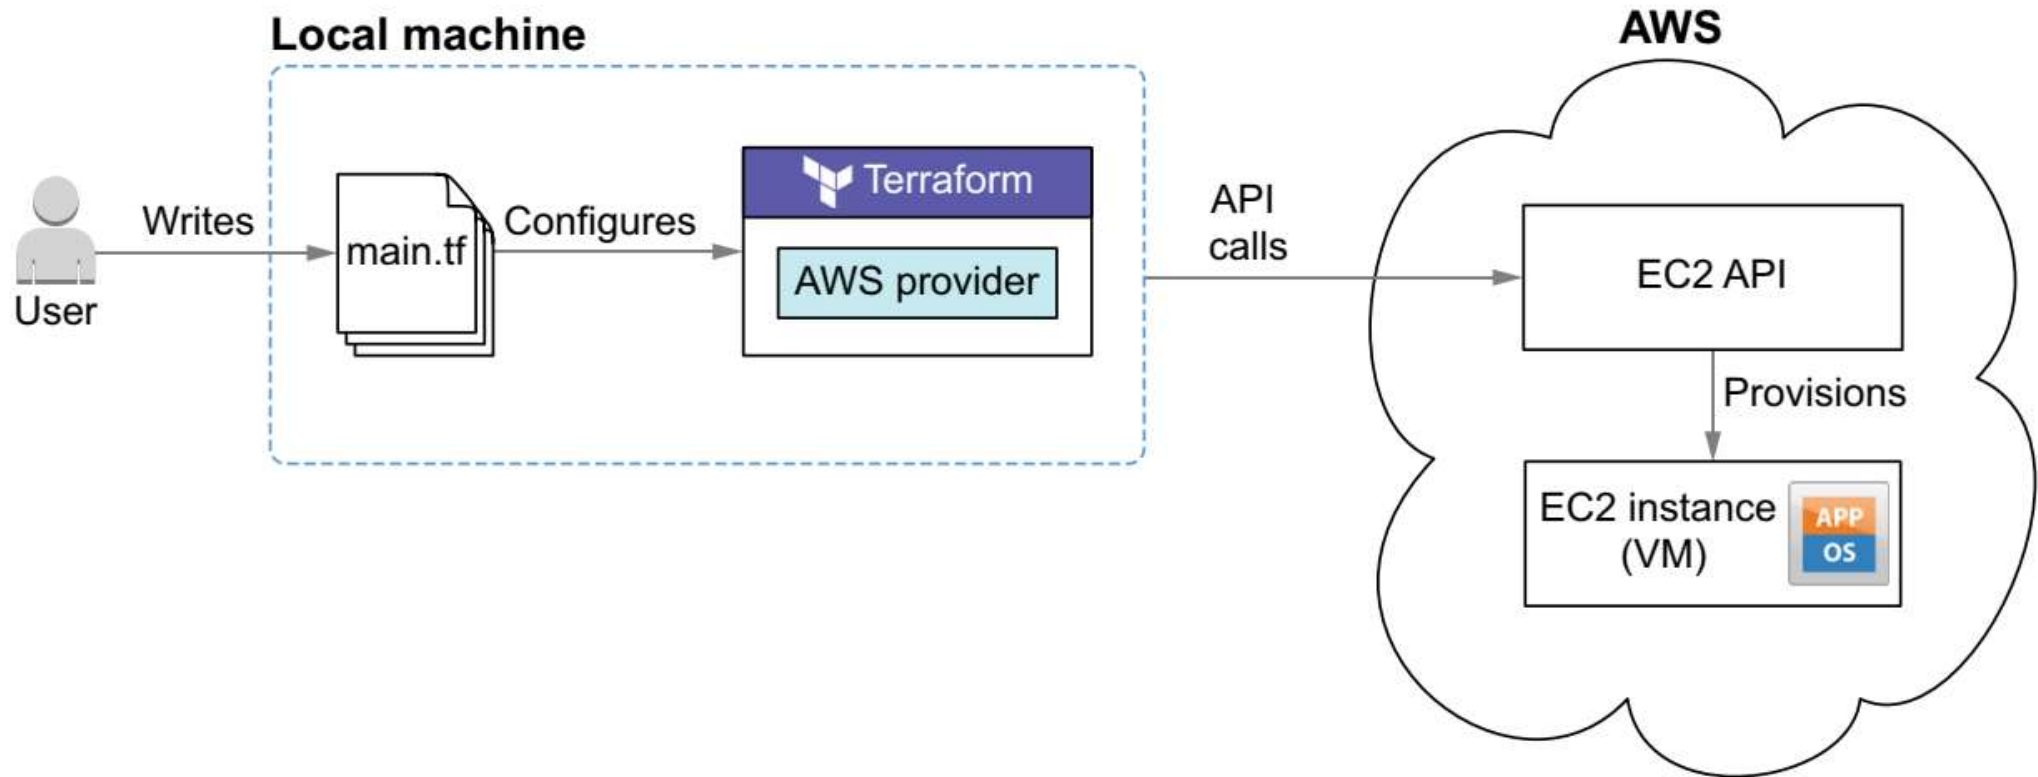 Local machine
AWS
User
Writes
main.tf
Configures
Terraform
AWS provider
API
calls
EC2 API
Provisions
EC2 instance
(VM)
APP
OS